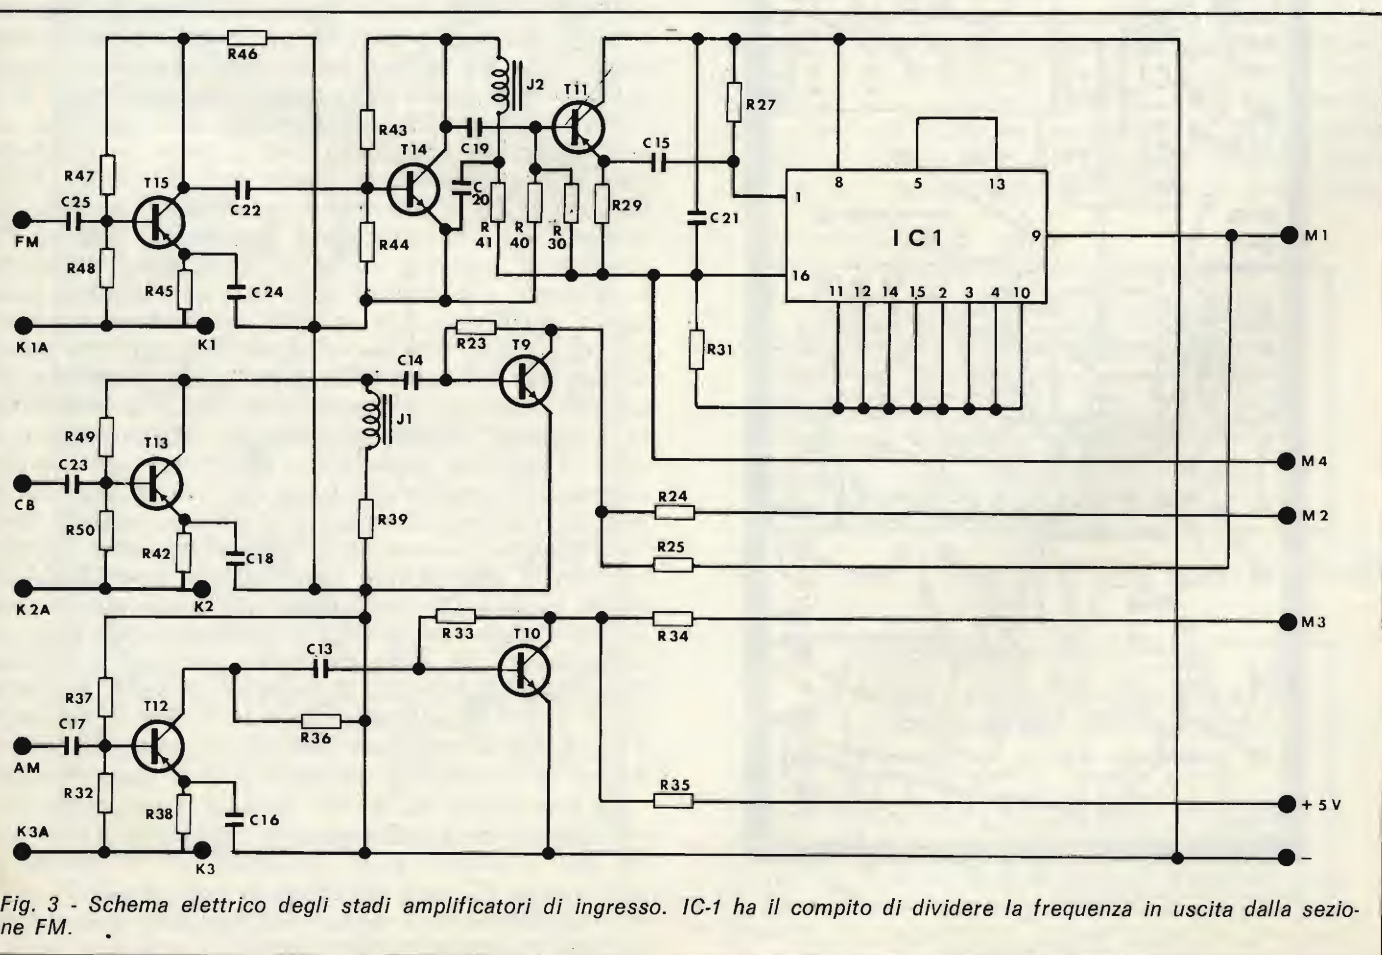 R46
J2
T11
R27
R43
C19
C15
T14
R47
T15
C25
C22
C
20
8
5
13
1
FM
R48
R44
R
41
R
40
R
30
R29
C21
IC1
9
M1
R45
C24
16
11 12 14 15 2 3 4 10
K1A
K1
R23
T9
R31
C14
J1
R49
T13
C23
M4
CB
R24
M2
R50
R42
C18
R39
R25
K2A
K2
R33
T10
R34
M3
C13
R37
T12
C17
R36
AM
R32
R38
C16
R35
+5V
K3A
K3
–
Fig. 3 - Schema elettrico degli stadi amplificatori di ingresso. IC-1 ha il compito di dividere la frequenza in uscita dalla sezio-
ne FM.